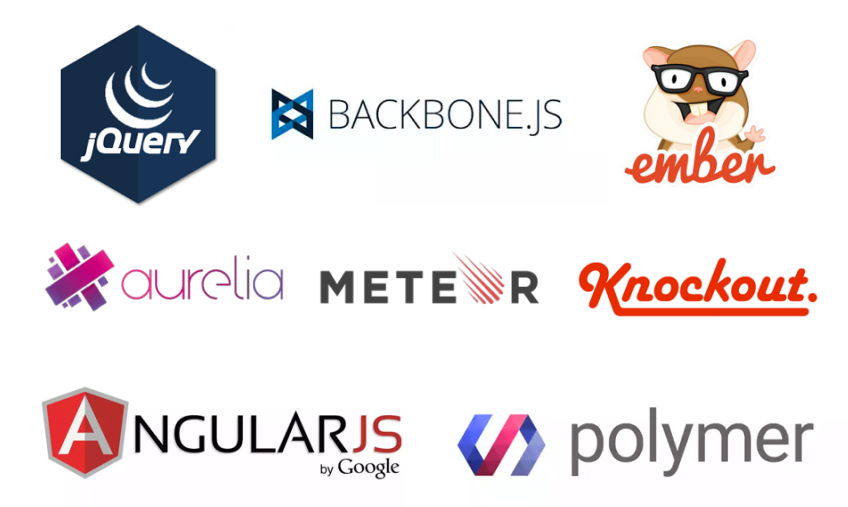 jQuery
BACKBONE.JS
ember
aurelia
METEOR
Knockout.
ANGULARJS
by Google
polymer